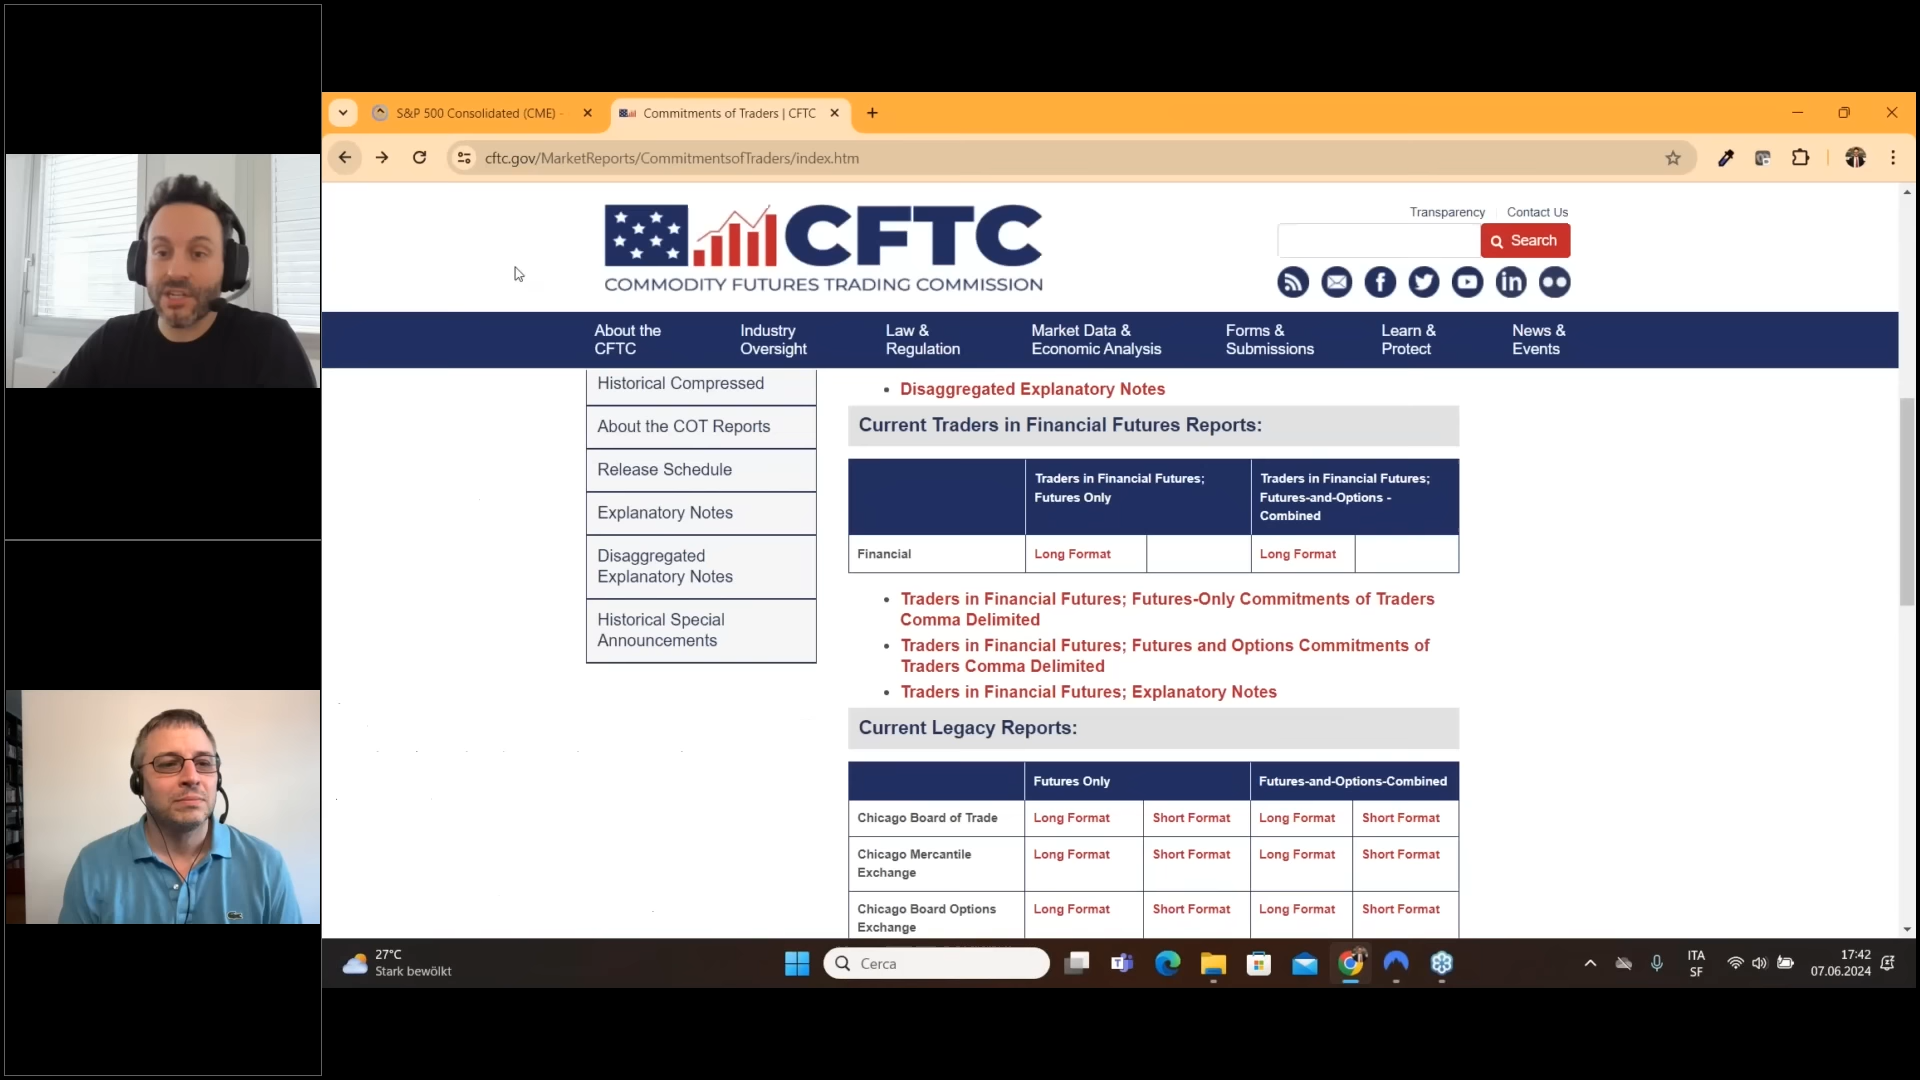 S&P 500 Consolidated (CME) -
Commitments of Traders | CFTC
cftc.gov/MarketReports/CommitmentsofTraders/index.htm
CFTC
COMMODITY FUTURES TRADING COMMISSION
Transparency
Contact Us
Search
About the
CFTC
Industry
Oversight
Law &
Regulation
Market Data &
Economic Analysis
Forms &
Submissions
Learn &
Protect
News &
Events
Historical Compressed
About the COT Reports
Release Schedule
Explanatory Notes
Disaggregated
Explanatory Notes
Historical Special
Announcements
• Disaggregated Explanatory Notes
Current Traders in Financial Futures Reports:
Traders in Financial Futures;
Futures Only
Traders in Financial Futures;
Futures-and-Options -
Combined
Financial
Long Format
Long Format
• Traders in Financial Futures; Futures-Only Commitments of Traders
Comma Delimited
• Traders in Financial Futures; Futures and Options Commitments of
Traders Comma Delimited
• Traders in Financial Futures; Explanatory Notes
Current Legacy Reports:
Futures Only
Futures-and-Options-Combined
Chicago Board of Trade
Long Format
Short Format
Long Format
Short Format
Chicago Mercantile
Exchange
Long Format
Short Format
Long Format
Short Format
Chicago Board Options
Exchange
Long Format
Short Format
Long Format
Short Format
27°C
Stark bewölkt
Cerca
ITA
SF
17:42
07.06.2024